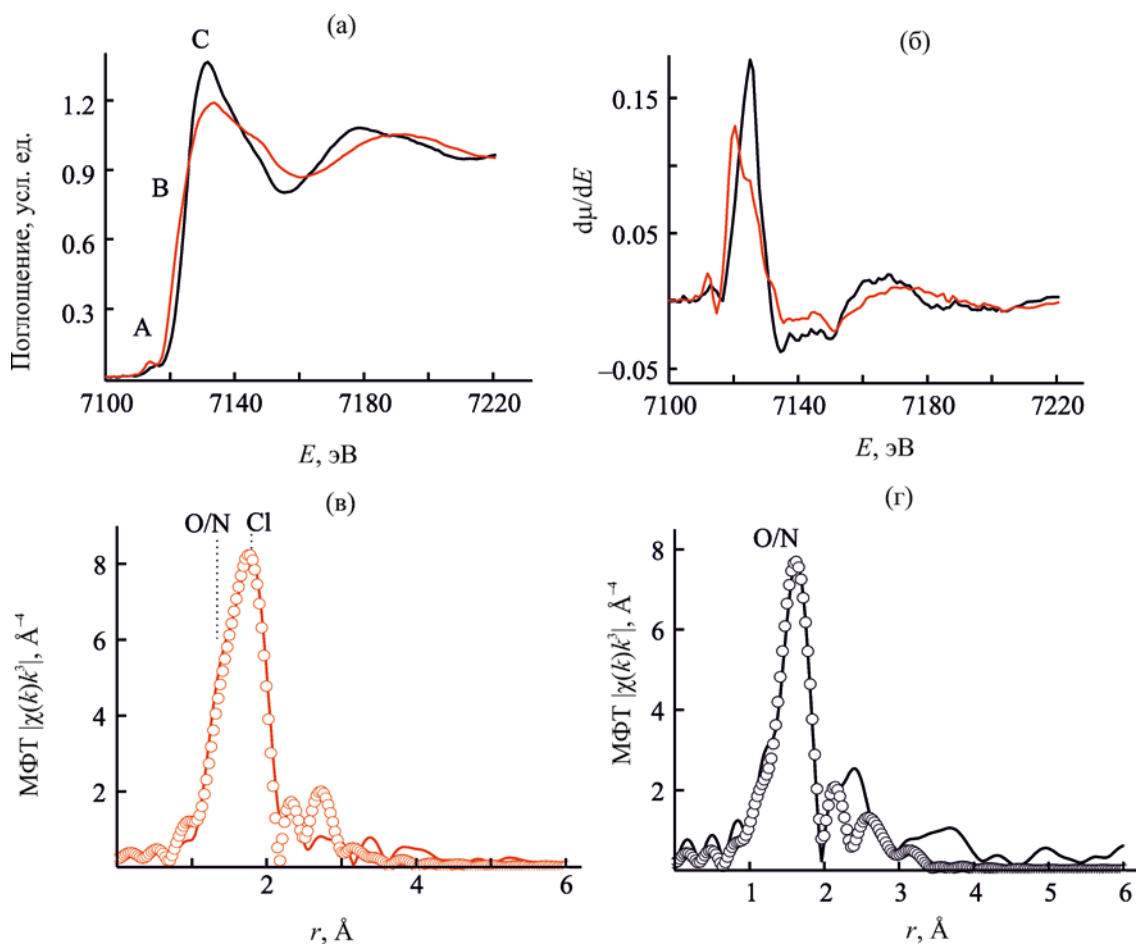 (а)
C
B
A
Поглощение, усл. ед.
1.2
0.9
0.6
0.3
7100 7140 7180 7220
E, эВ
(б)
dμ/dE
0.15
0.05
–0.05
7100 7140 7180 7220
E, эВ
(в)
O/N Cl
МФТ |χ(k)k³|, Å⁻⁴
8
6
4
2
2 4 6
r, Å
(г)
O/N
МФТ |χ(k)k³|, Å⁻⁴
8
6
4
2
1 2 3 4 5 6
r, Å